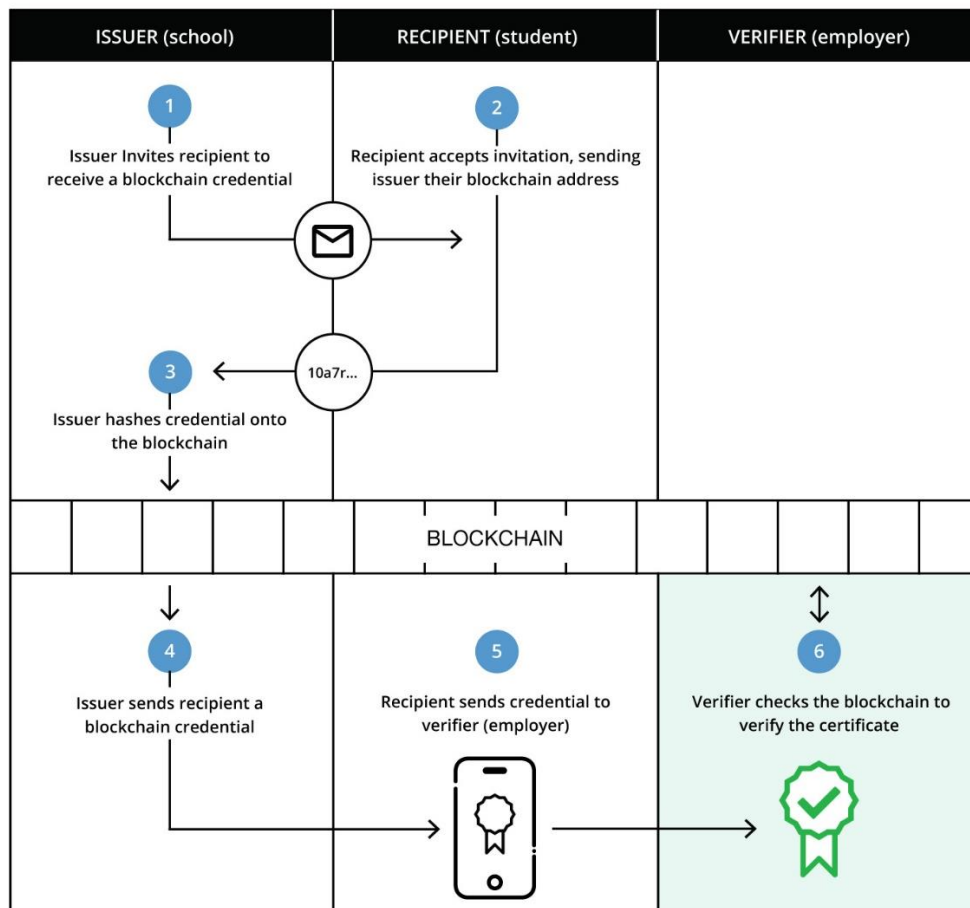 ISSUER (school)
RECIPIENT (student)
VERIFIER (employer)
1
Issuer Invites recipient to
receive a blockchain credential
2
Recipient accepts invitation, sending
issuer their blockchain address
3
10a7r...
Issuer hashes credential onto
the blockchain
BLOCKCHAIN
4
Issuer sends recipient a
blockchain credential
5
Recipient sends credential to
verifier (employer)
6
Verifier checks the blockchain to
verify the certificate